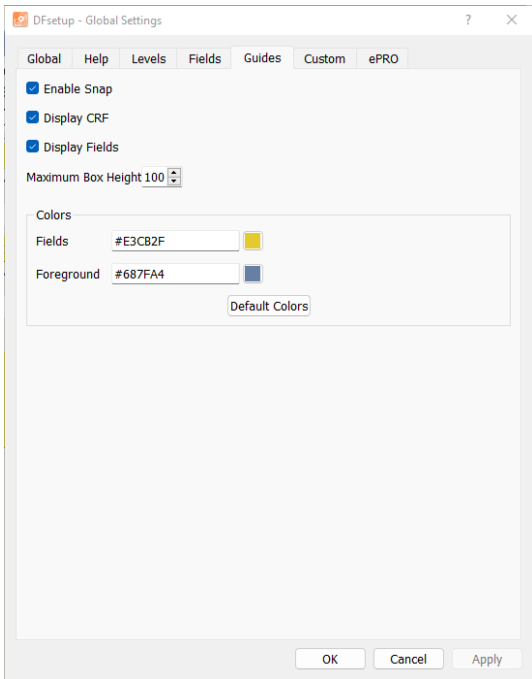 DFsetup - Global Settings ?
Global Help Levels Fields Guides Custom ePRO
Enable Snap
Display CRF
Display Fields
Maximum Box Height 100
Colors
Fields #E3CB2F
Foreground #687FA4
Default Colors
OK Cancel Apply